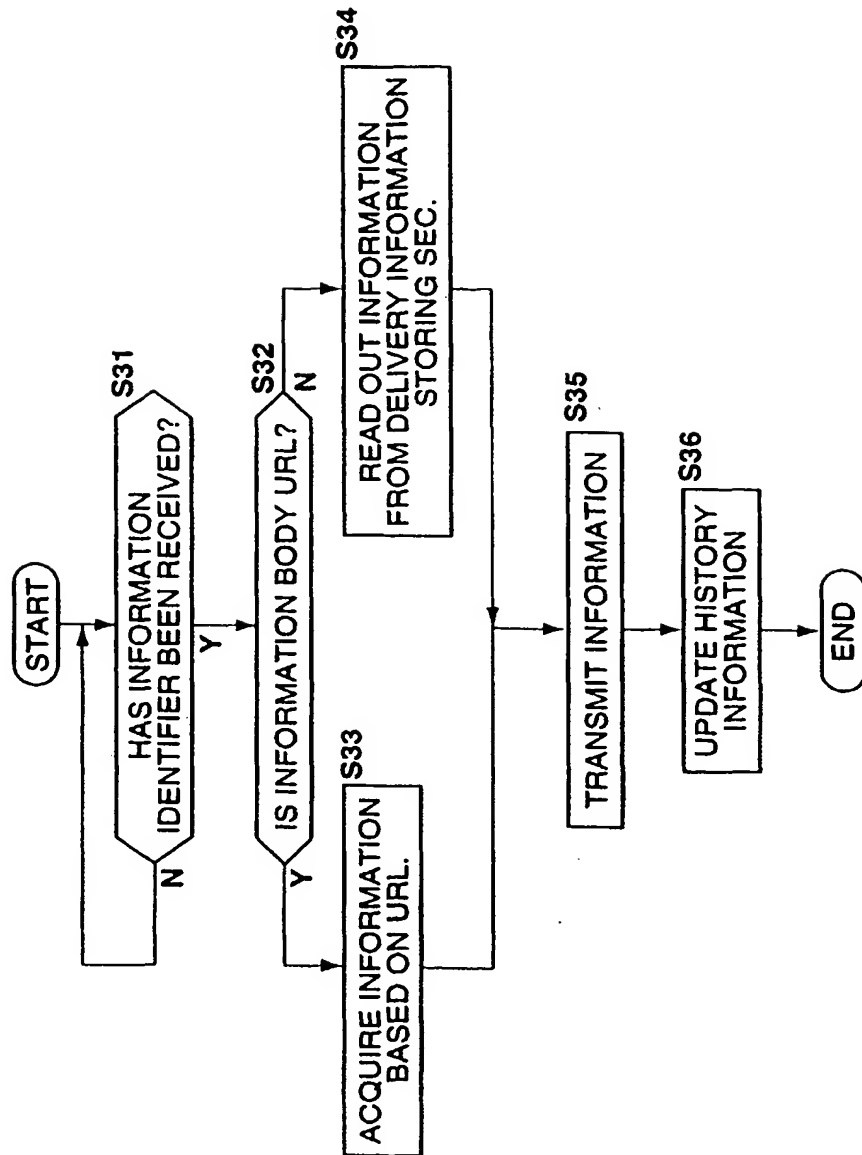 START
HAS INFORMATION
IDENTIFIER BEEN RECEIVED?
S31
N
Y
IS INFORMATION BODY URL?
S32
Y
N
ACQUIRE INFORMATION
BASED ON URL.
S33
READ OUT INFORMATION
FROM DELIVERY INFORMATION
STORING SEC.
S34
TRANSMIT INFORMATION
S35
UPDATE HISTORY
INFORMATION
S36
END